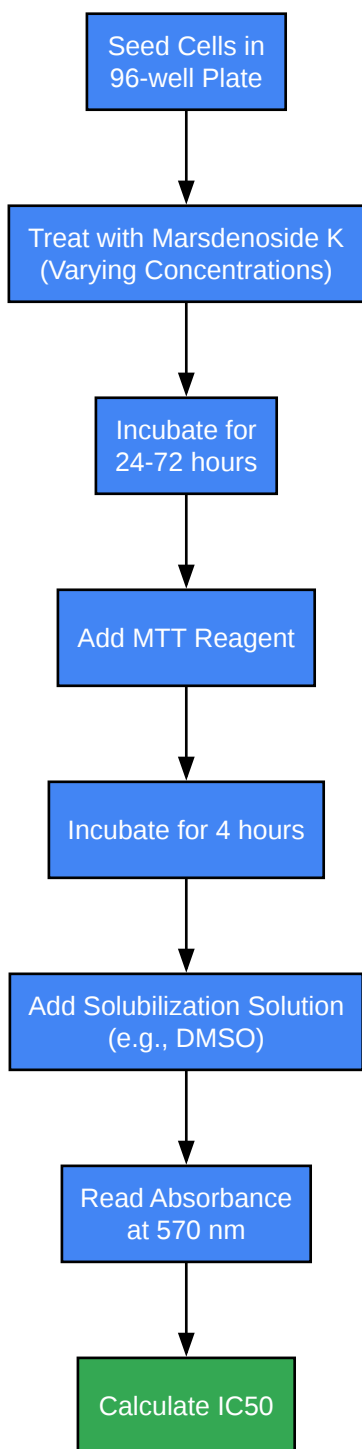 Seed Cells in
96-well Plate
Treat with Marsdenoside K
(Varying Concentrations)
Incubate for
24-72 hours
Add MTT Reagent
Incubate for 4 hours
Add Solubilization Solution
(e.g., DMSO)
Read Absorbance
at 570 nm
Calculate IC50